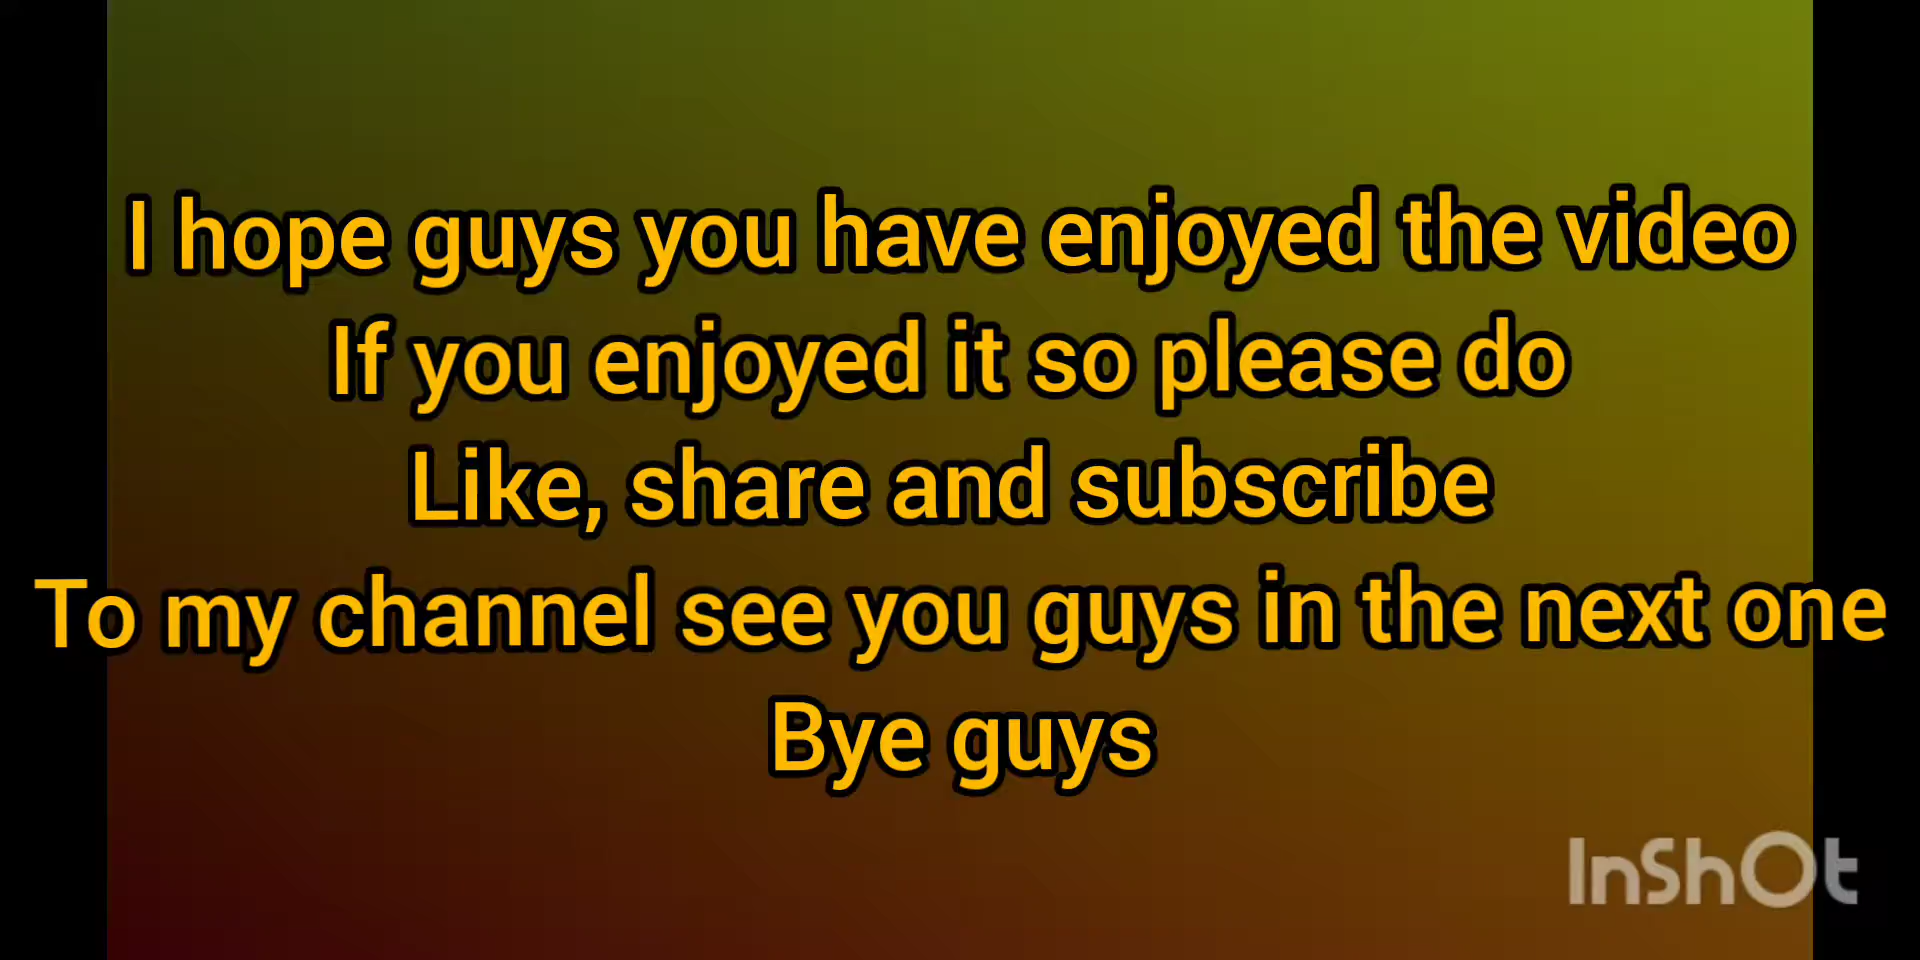 I hope guys you have enjoyed the video
If you enjoyed it so please do
Like, share and subscribe
To my channel see you guys in the next one
Bye guys
InShOt